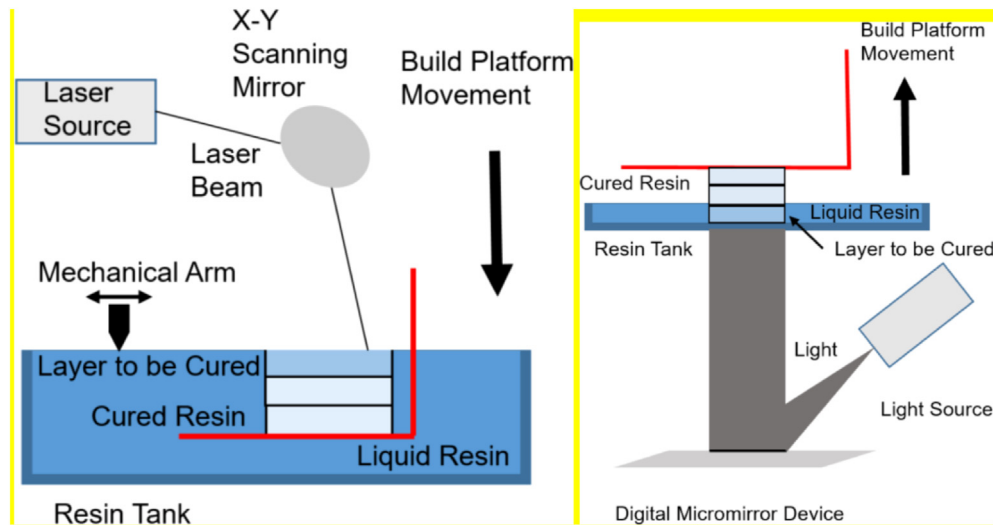 X-Y
Scanning
Mirror
Build Platform
Movement
Laser
Source
Laser
Beam
Mechanical Arm
Layer to be Cured
Cured Resin
Liquid Resin
Resin Tank
Build Platform
Movement
Cured Resin
Liquid Resin
Resin Tank
Layer to be Cured
Light
Light Source
Digital Micromirror Device